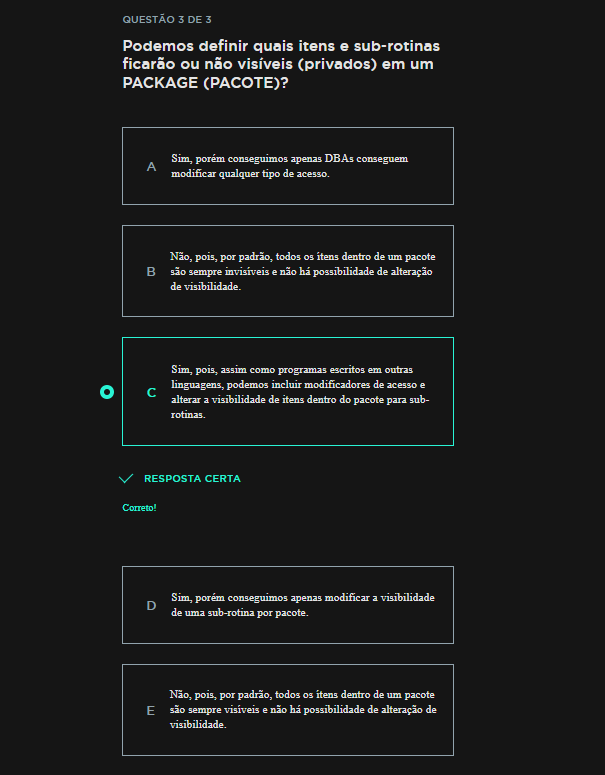 QUESTÃO 3 DE 3
Podemos definir quais itens e sub-rotinas
ficarão ou não visíveis (privados) em um
PACKAGE (PACOTE)?
A
Sim, porém conseguimos apenas DBAs conseguem
modificar qualquer tipo de acesso.
B
Não, pois, por padrão, todos os itens dentro de um pacote
são sempre invisíveis e não há possibilidade de alteração
de visibilidade.
C
Sim, pois, assim como programas escritos em outras
linguagens, podemos incluir modificadores de acesso e
alterar a visibilidade de itens dentro do pacote para sub-
rotinas.
RESPOSTA CERTA
Correto!
D
Sim, porém conseguimos apenas modificar a visibilidade
de uma sub-rotina por pacote.
E
Não, pois, por padrão, todos os itens dentro de um pacote
são sempre visíveis e não há possibilidade de alteração de
visibilidade.